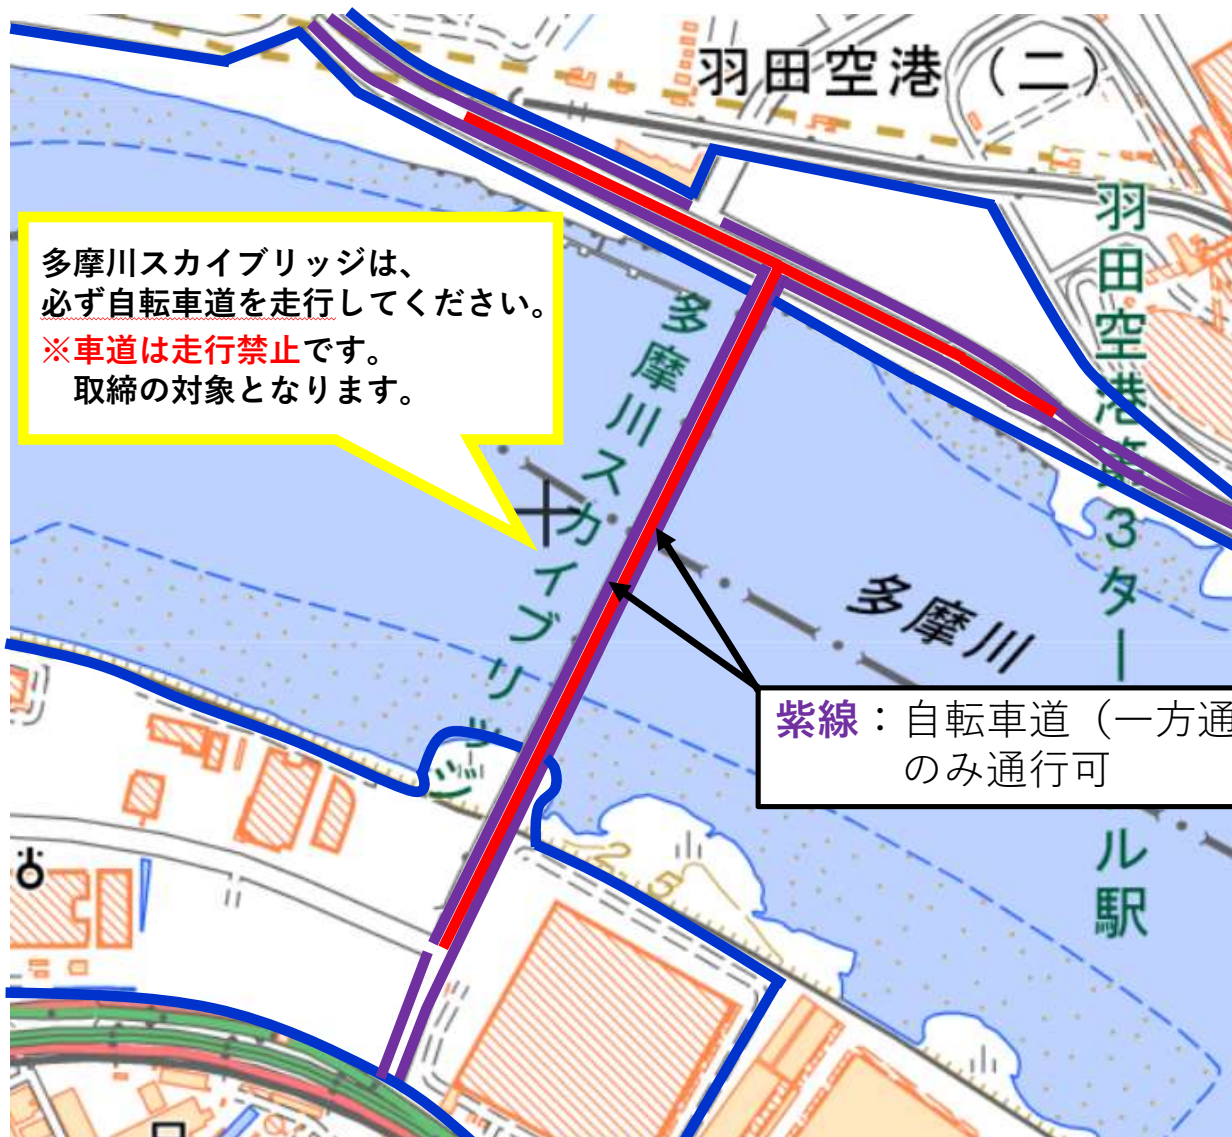 羽田空港（二）
多摩川スカイブリッジは、
必ず自転車道を走行してください。
※車道は走行禁止です。
取締の対象となります。
多摩川スカイブリッジ
羽田空港第3ターミナル駅
多摩川
紫線：自転車道（一方通
のみ通行可